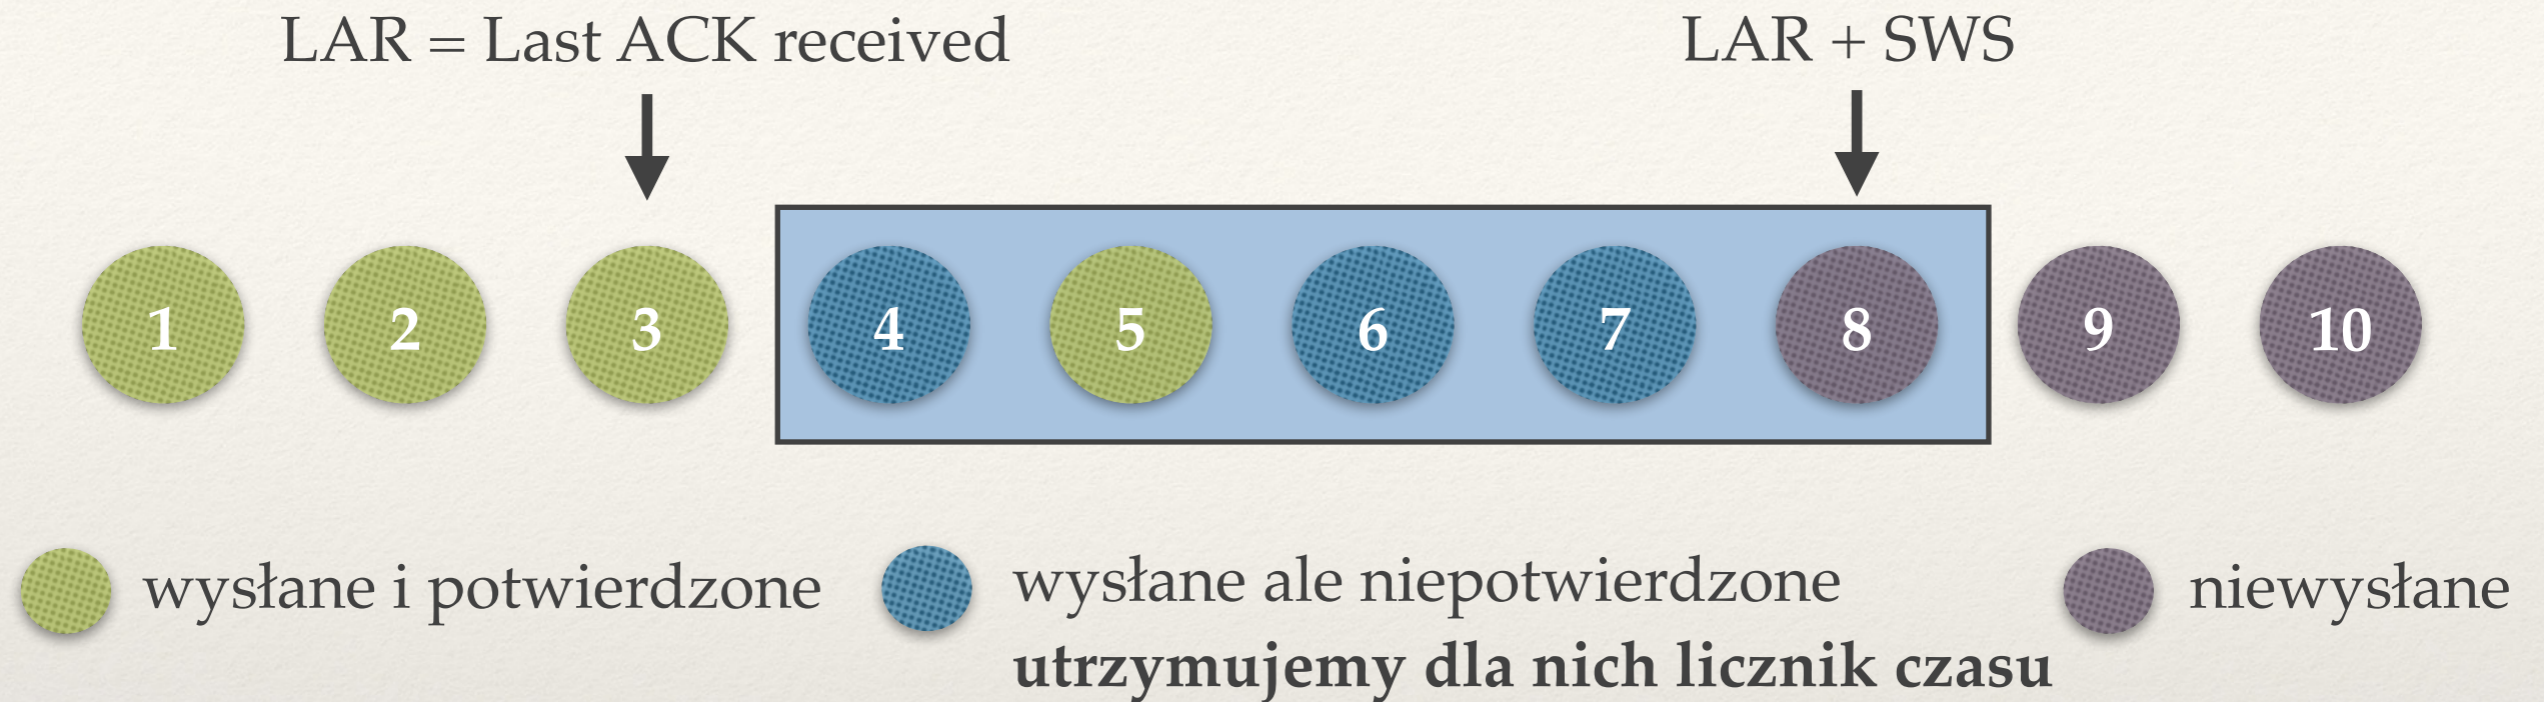 LAR = Last ACK received
LAR + SWS
1 2 3 4 5 6 7 8 9 10
wysłane i potwierdzone
wysłane ale niepotwierdzone
utrzymujemy dla nich licznik czasu
niewysłane